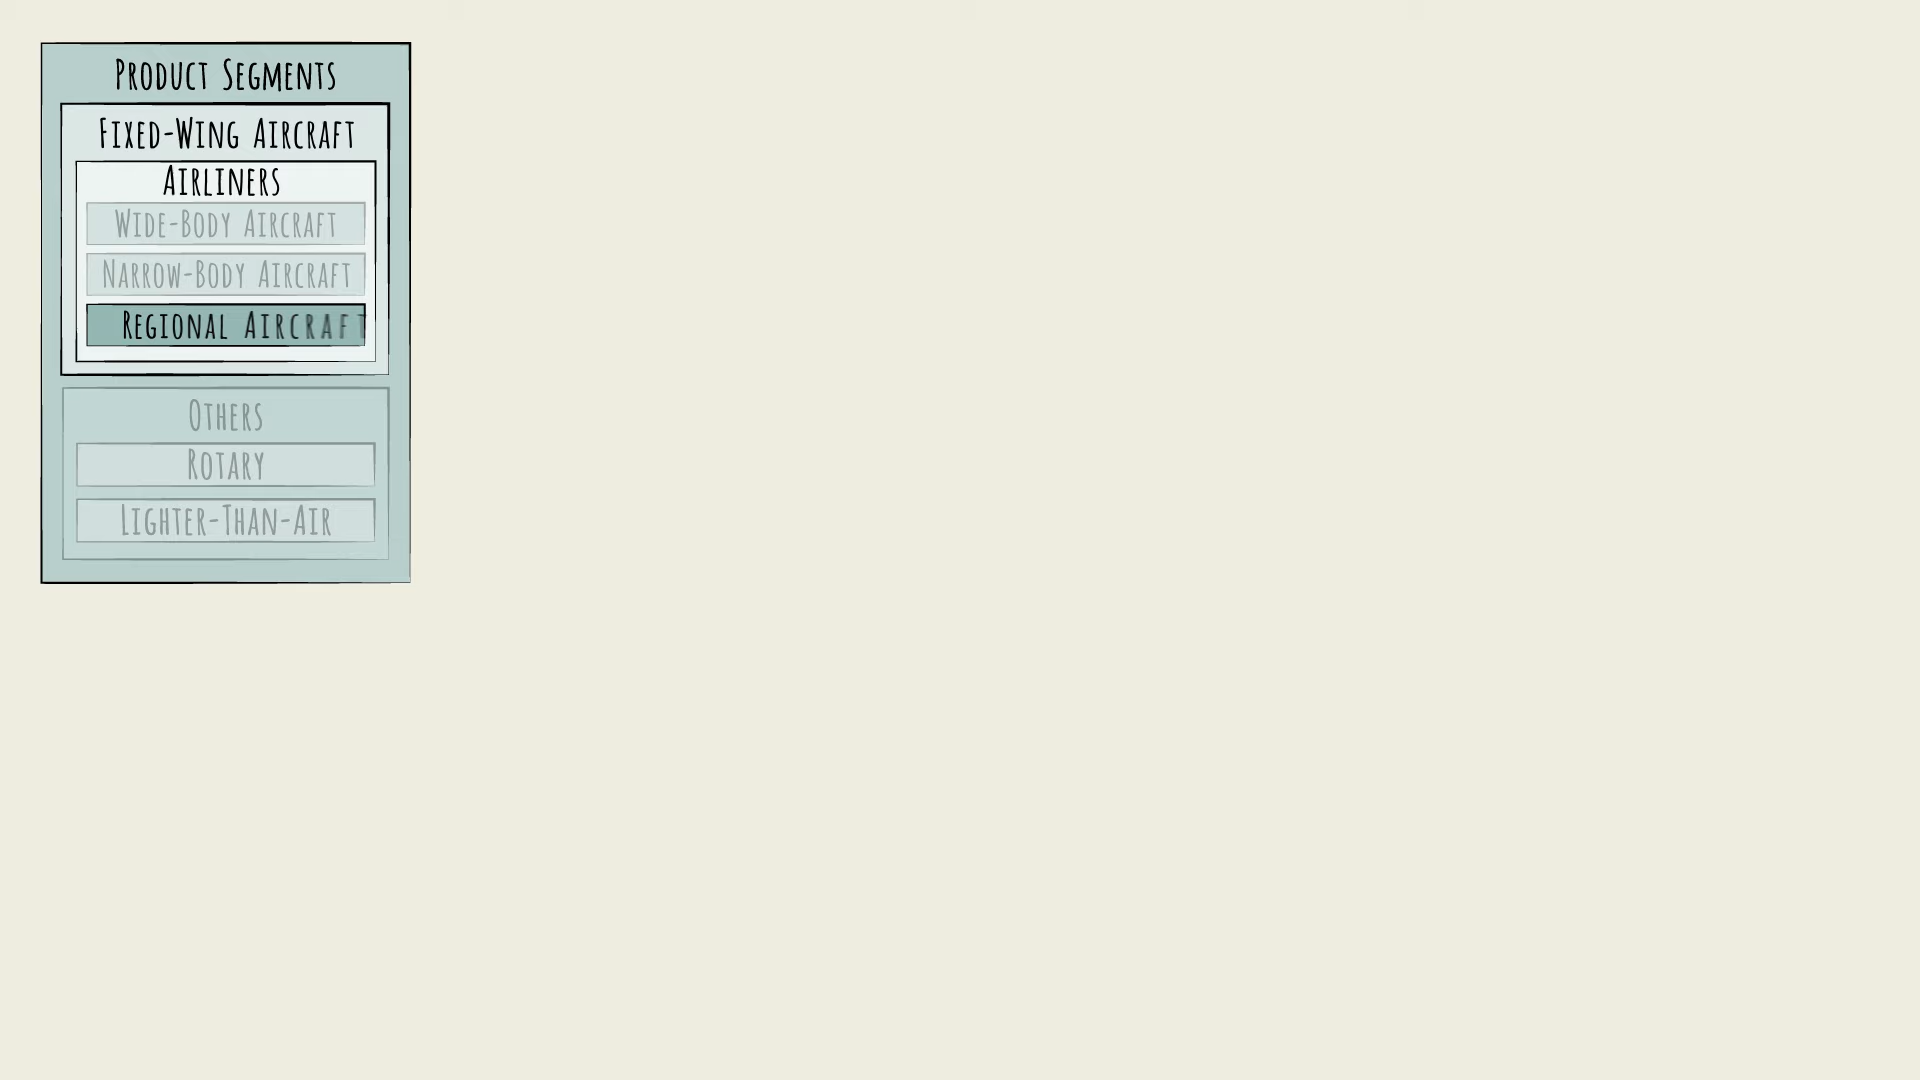 Product Segments
Fixed-Wing Aircraft
Airliners
Wide-Body Aircraft
Narrow-Body Aircraft
Regional Aircraft
Others
Rotary
Lighter-Than-Air